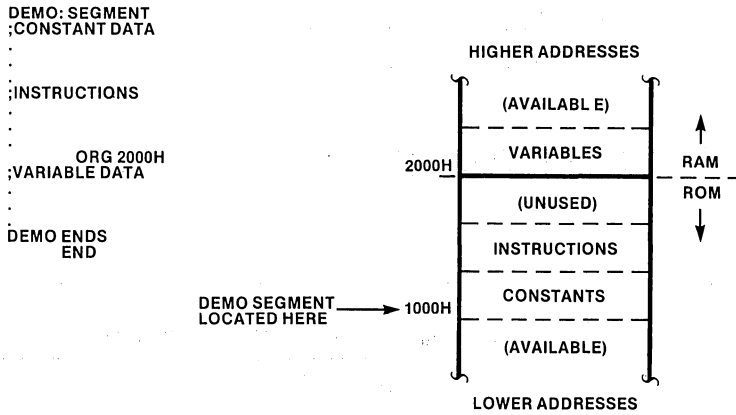 DEMO: SEGMENT
;CONSTANT DATA
.
.
.
;INSTRUCTIONS
.
.
.
ORG 2000H
;VARIABLE DATA
.
.
.
DEMO ENDS
END
DEMO SEGMENT
LOCATED HERE
HIGHER ADDRESSES
(AVAILABL E)
VARIABLES
2000H
RAM
ROM
(UNUSED)
INSTRUCTIONS
CONSTANTS
1000H
(AVAILABLE)
LOWER ADDRESSES